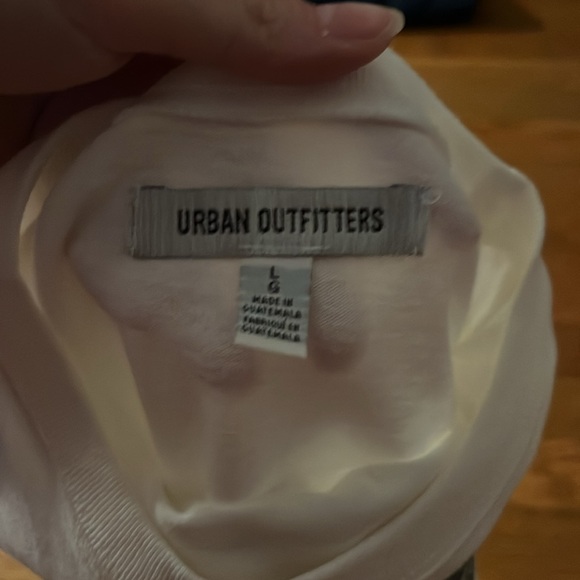 URBAN OUTFITTERS
L
G
MADE IN
GUATEMALA
FABRIQUÉ EN
GUATEMALA